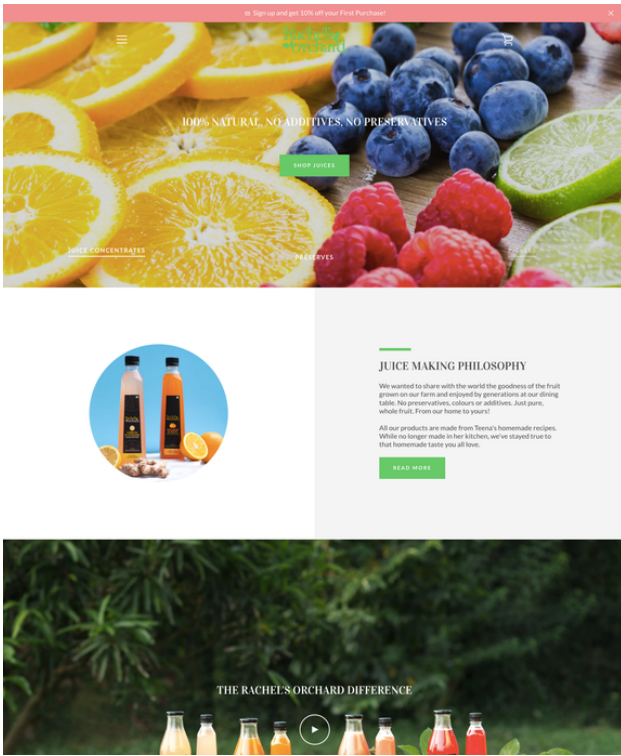 Sign up and get 10% off your First Purchase!
Rachel's
Orchard
100% NATURAL, NO ADDITIVES, NO PRESERVATIVES
SHOP JUICES
JUICE CONCENTRATES
PRESERVES
JUICE MAKING PHILOSOPHY
We wanted to share with the world the goodness of the fruit
grown on our farm and enjoyed by generations at our dining
table. No preservatives, colours or additives. Just pure,
whole fruit. From our home to yours!
All our products are made from Teena's homemade recipes.
While no longer made in her kitchen, we've stayed true to
that homemade taste you all love.
READ MORE
THE RACHEL'S ORCHARD DIFFERENCE